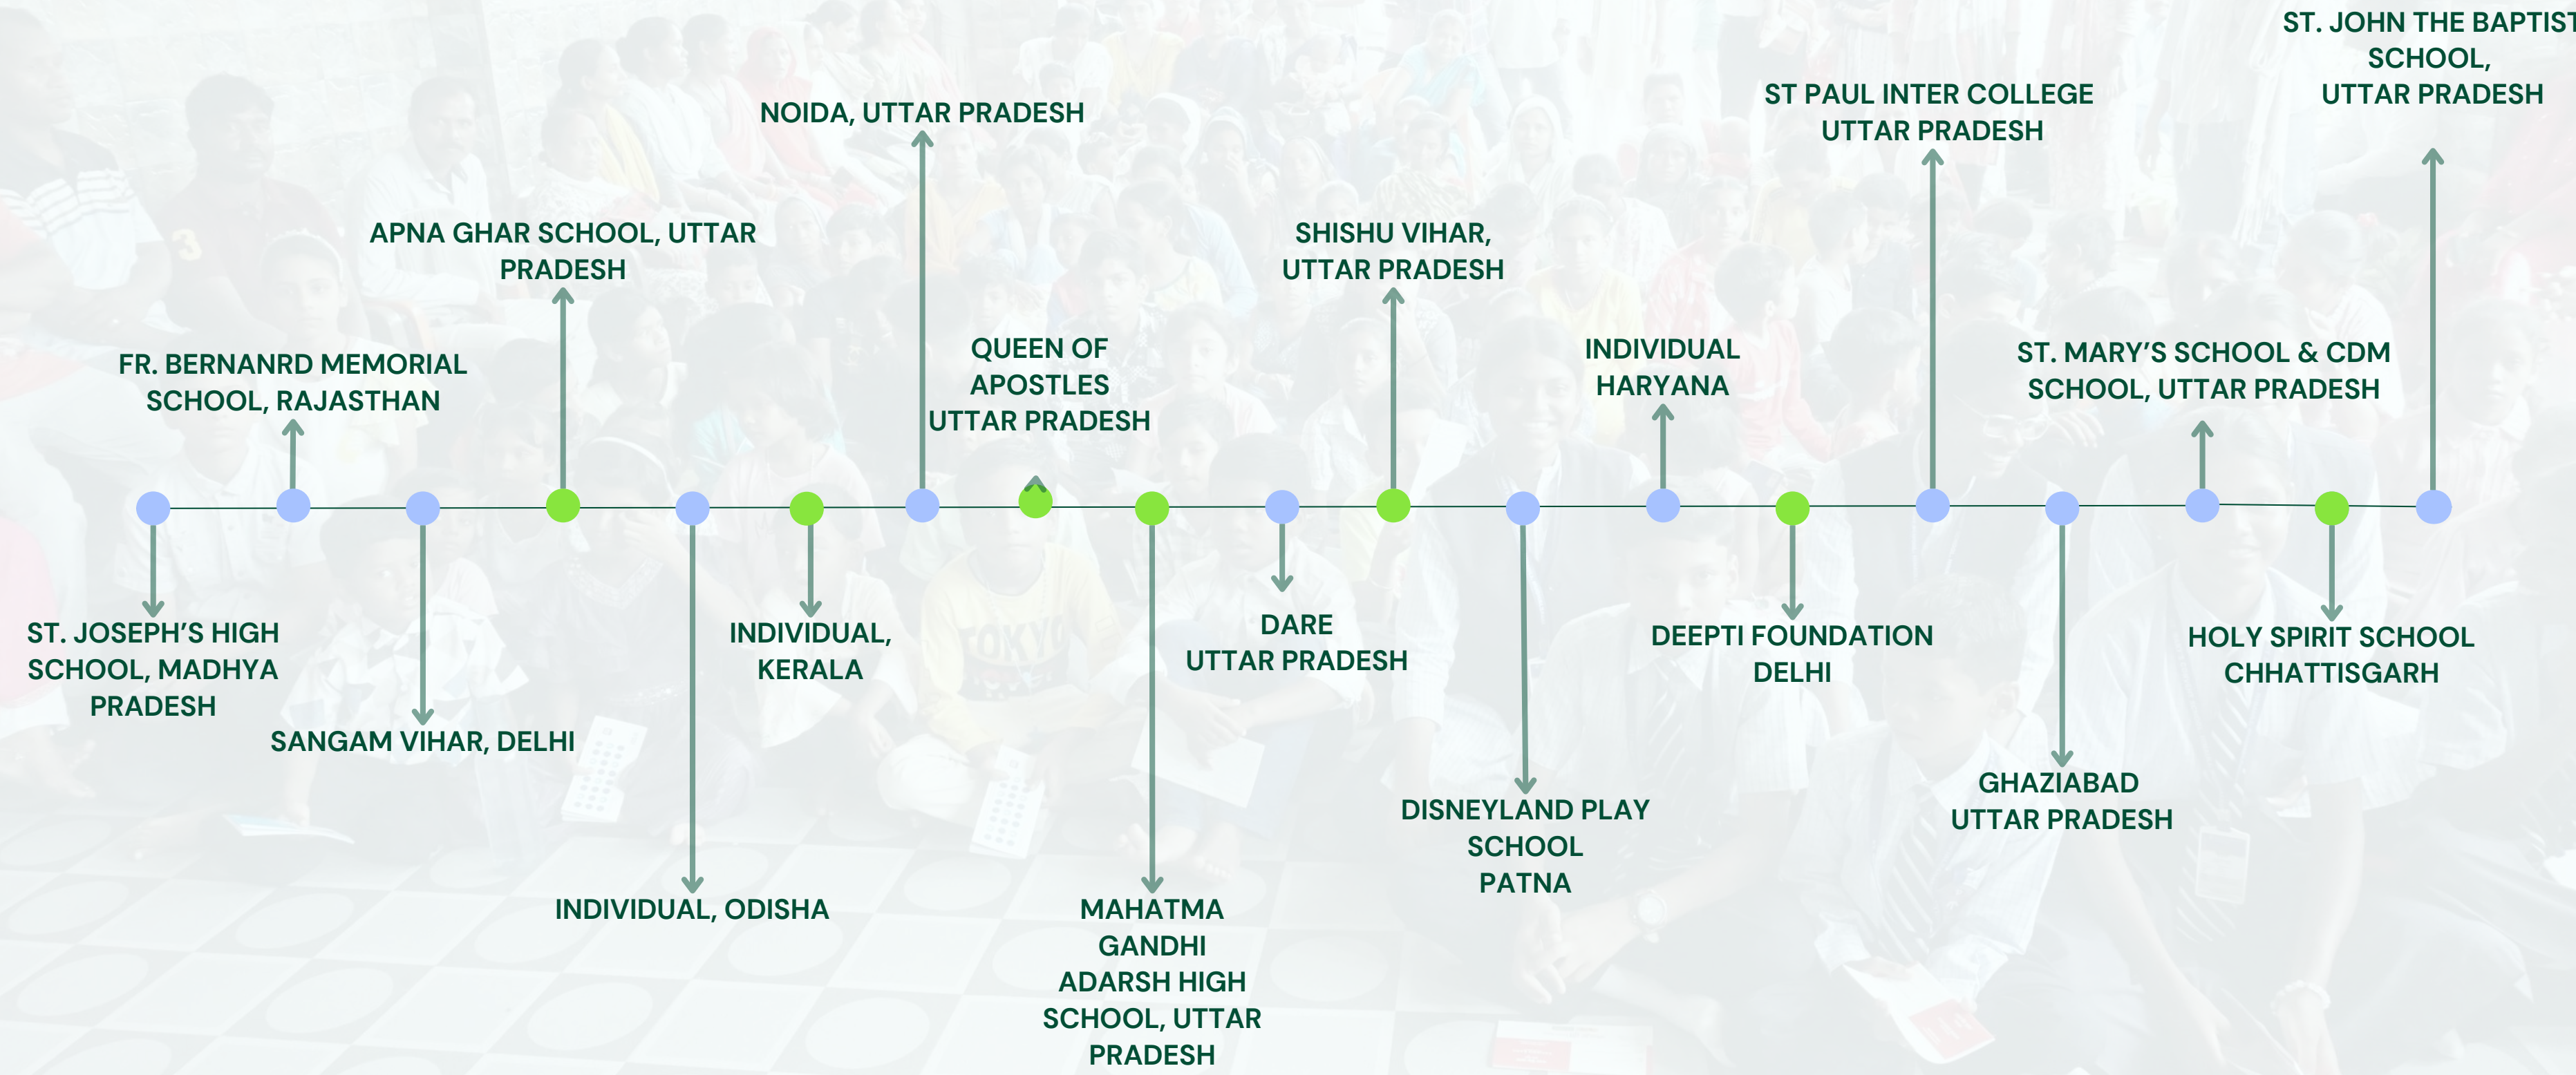 ST. JOSEPH’S HIGH
SCHOOL, MADHYA
PRADESH
FR. BERNANRD MEMORIAL
SCHOOL, RAJASTHAN
SANGAM VIHAR, DELHI
APNA GHAR SCHOOL, UTTAR
PRADESH
INDIVIDUAL, ODISHA
INDIVIDUAL,
KERALA
NOIDA, UTTAR PRADESH
QUEEN OF
APOSTLES
UTTAR PRADESH
MAHATMA
GANDHI
ADARSH HIGH
SCHOOL, UTTAR
PRADESH
DARE
UTTAR PRADESH
SHISHU VIHAR,
UTTAR PRADESH
DISNEYLAND PLAY
SCHOOL
PATNA
INDIVIDUAL
HARYANA
DEEPTI FOUNDATION
DELHI
ST PAUL INTER COLLEGE
UTTAR PRADESH
GHAZIABAD
UTTAR PRADESH
ST. MARY’S SCHOOL & CDM
SCHOOL, UTTAR PRADESH
HOLY SPIRIT SCHOOL
CHHATTISGARH
ST. JOHN THE BAPTIST
SCHOOL,
UTTAR PRADESH
TOKYO